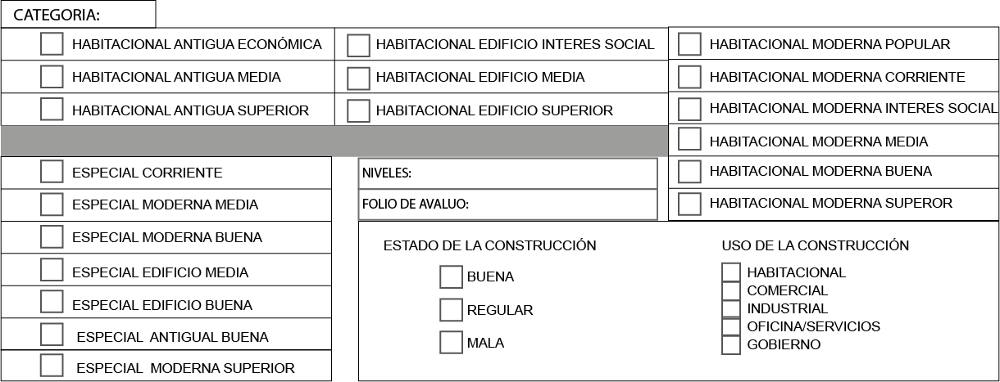 CATEGORIA:
HABITACIONAL ANTIGUA ECONÓMICA
HABITACIONAL ANTIGUA MEDIA
HABITACIONAL ANTIGUA SUPERIOR
HABITACIONAL EDIFICIO INTERES SOCIAL
HABITACIONAL EDIFICIO MEDIA
HABITACIONAL EDIFICIO SUPERIOR
HABITACIONAL MODERNA POPULAR
HABITACIONAL MODERNA CORRIENTE
HABITACIONAL MODERNA INTERES SOCIAL
HABITACIONAL MODERNA MEDIA
HABITACIONAL MODERNA BUENA
HABITACIONAL MODERNA SUPEROR
ESPECIAL CORRIENTE
ESPECIAL MODERNA MEDIA
ESPECIAL MODERNA BUENA
ESPECIAL EDIFICIO MEDIA
ESPECIAL EDIFICIO BUENA
ESPECIAL ANTIGUAL BUENA
ESPECIAL MODERNA SUPERIOR
NIVELES:
FOLIO DE AVALUO:
ESTADO DE LA CONSTRUCCIÓN
BUENA
REGULAR
MALA
USO DE LA CONSTRUCCIÓN
HABITACIONAL
COMERCIAL
INDUSTRIAL
OFICINA/SERVICIOS
GOBIERNO